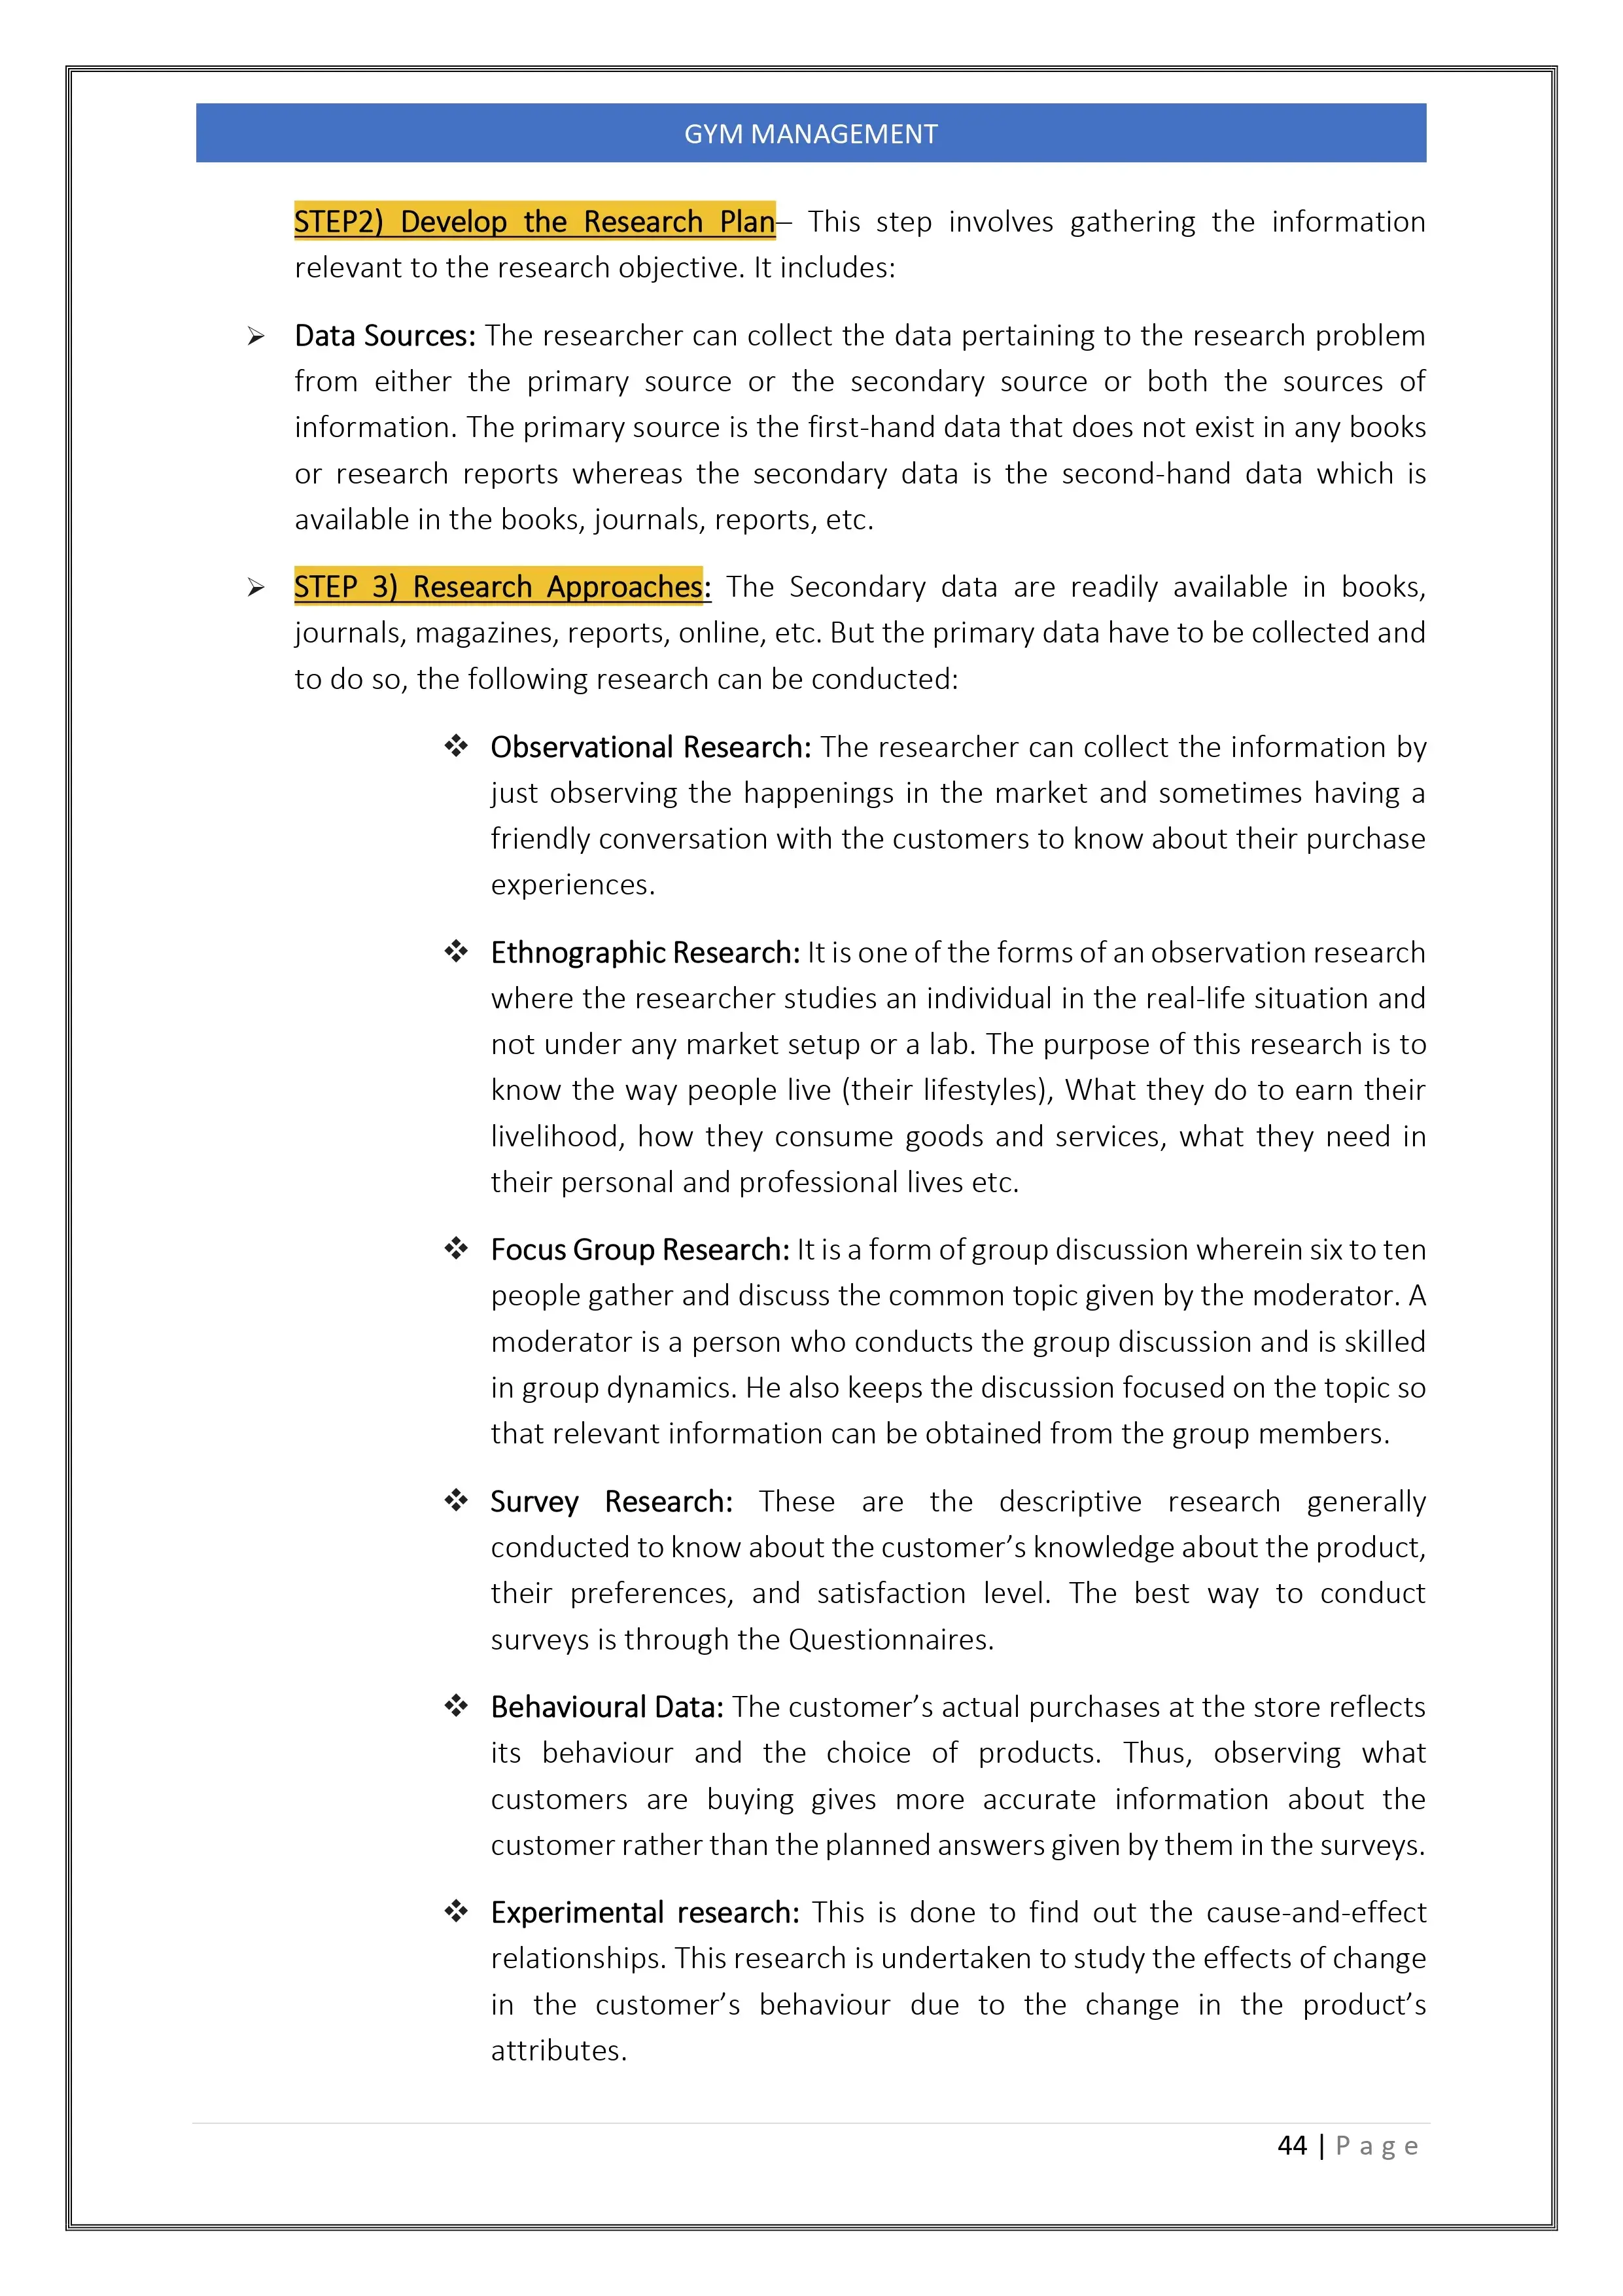 GYM MANAGEMENT
STEP2) Develop the Research Plan– This step involves gathering the information
relevant to the research objective. It includes:
➢ Data Sources: The researcher can collect the data pertaining to the research problem
from either the primary source or the secondary source or both the sources of
information. The primary source is the first-hand data that does not exist in any books
or research reports whereas the secondary data is the second-hand data which is
available in the books, journals, reports, etc.
➢ STEP 3) Research Approaches: The Secondary data are readily available in books,
journals, magazines, reports, online, etc. But the primary data have to be collected and
to do so, the following research can be conducted:
❖ Observational Research: The researcher can collect the information by
just observing the happenings in the market and sometimes having a
friendly conversation with the customers to know about their purchase
experiences.
❖ Ethnographic Research: It is one of the forms of an observation research
where the researcher studies an individual in the real-life situation and
not under any market setup or a lab. The purpose of this research is to
know the way people live (their lifestyles), What they do to earn their
livelihood, how they consume goods and services, what they need in
their personal and professional lives etc.
❖ Focus Group Research: It is a form of group discussion wherein six to ten
people gather and discuss the common topic given by the moderator. A
moderator is a person who conducts the group discussion and is skilled
in group dynamics. He also keeps the discussion focused on the topic so
that relevant information can be obtained from the group members.
❖ Survey Research: These are the descriptive research generally
conducted to know about the customer’s knowledge about the product,
their preferences, and satisfaction level. The best way to conduct
surveys is through the Questionnaires.
❖ Behavioural Data: The customer’s actual purchases at the store reflects
its behaviour and the choice of products. Thus, observing what
customers are buying gives more accurate information about the
customer rather than the planned answers given by them in the surveys.
❖ Experimental research: This is done to find out the cause-and-effect
relationships. This research is undertaken to study the effects of change
in the customer’s behaviour due to the change in the product’s
attributes.
44 | P a g e